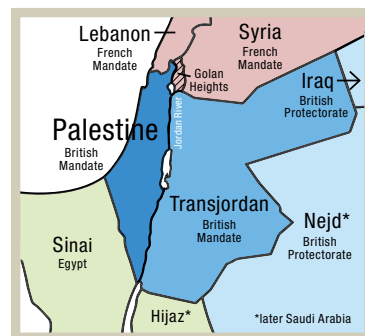 Lebanon
French
Mandate
Syria
French
Mandate
Golan
Heights
Iraq
British
Protectorate
Jordan River
Palestine
British
Mandate
Transjordan
British
Mandate
Nejd*
British
Protectorate
Sinai
Egypt
Hijaz*
*later Saudi Arabia